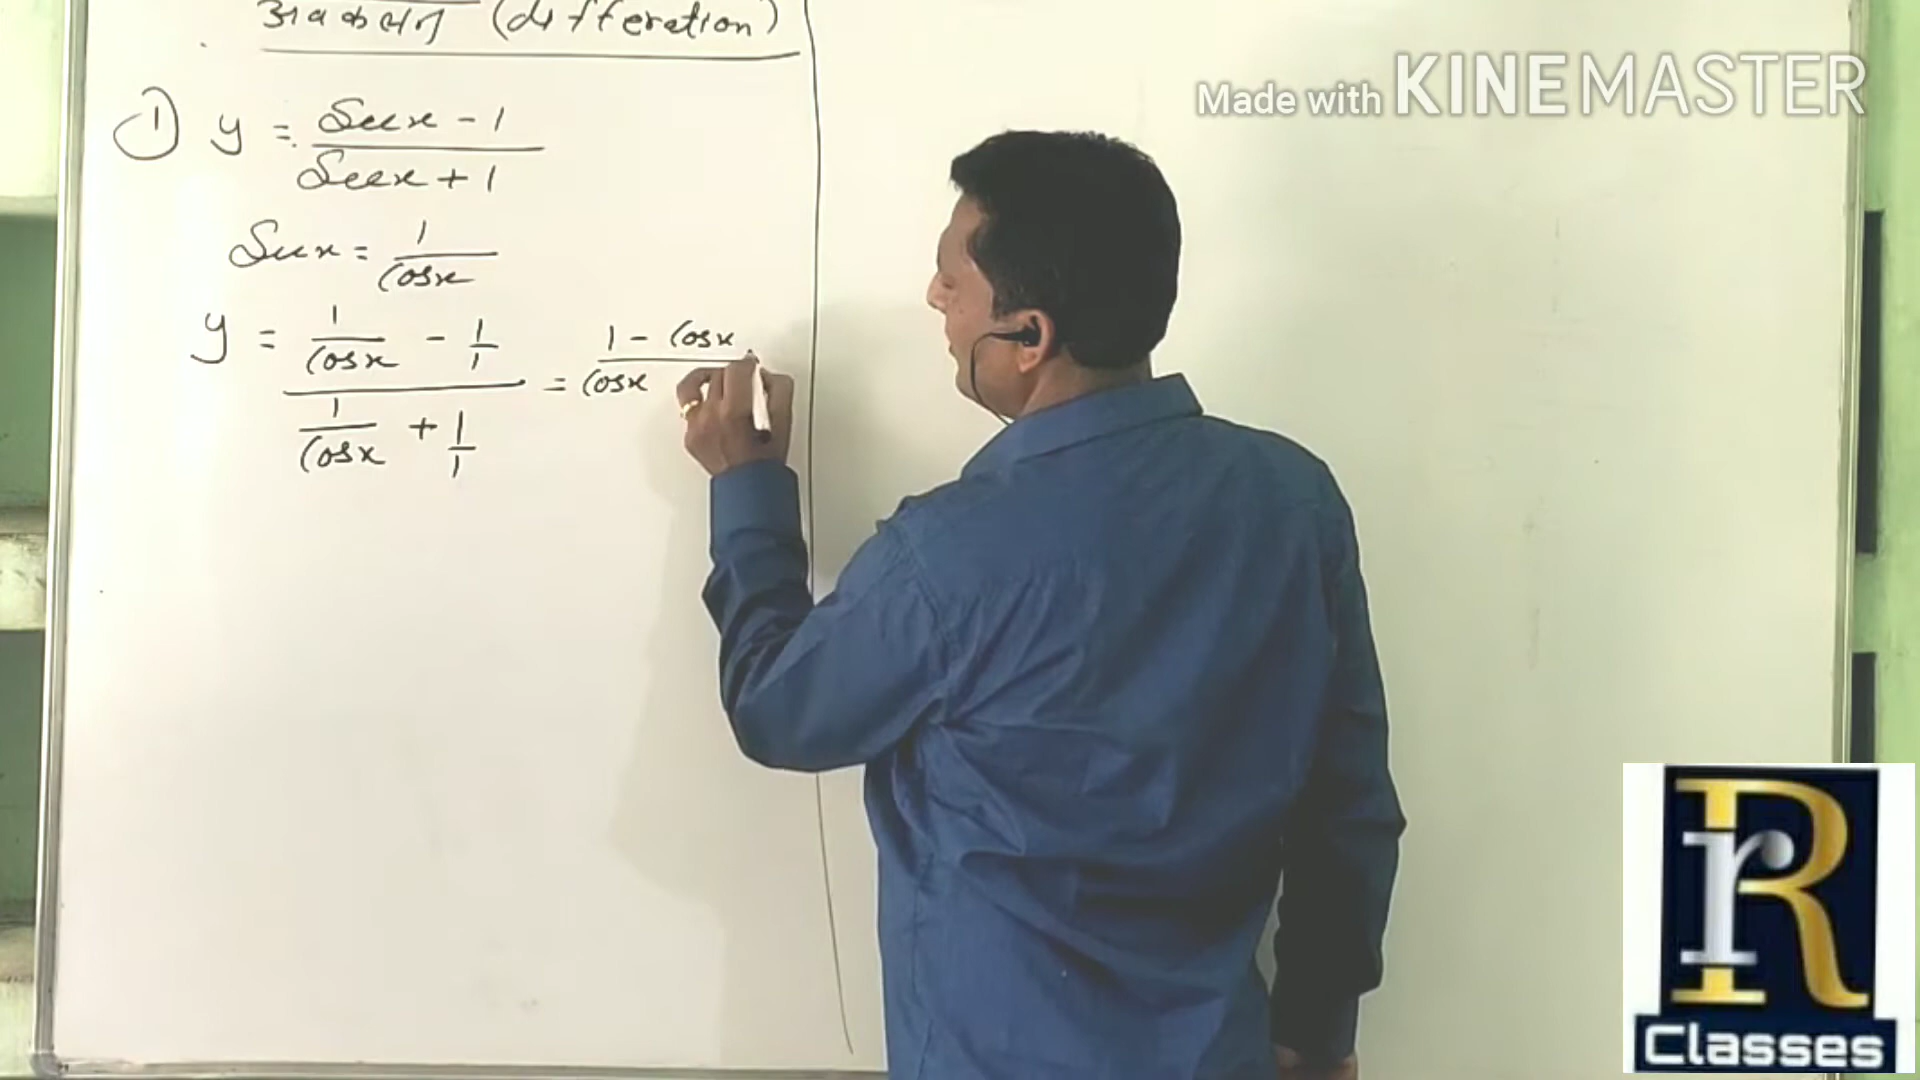 अवकलन (differation)
① y = Secx - 1 / Secx + 1
Secx = 1 / Cosx
y = 1/Cosx - 1/1 / 1/Cosx + 1/1 = 1 - Cosx / Cosx
Made with KINEMASTER
rR
Classes